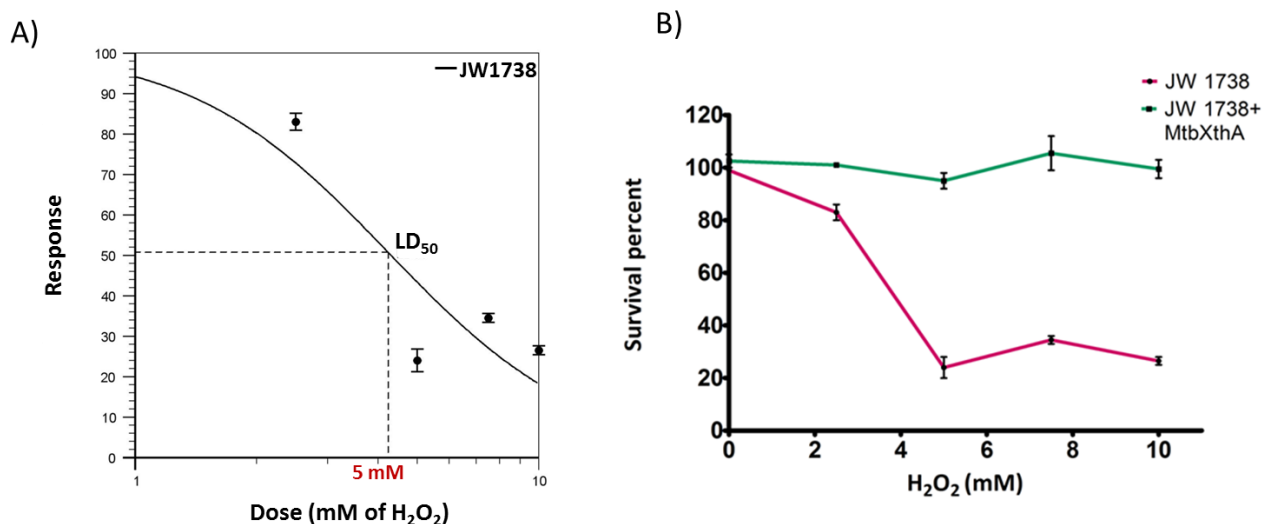 A)
100
90
80
70
60
50
40
30
20
10
0
Response
JW1738
LD₅₀
5 mM
1
10
Dose (mM of H₂O₂)
B)
JW 1738
JW 1738+
MtbXthA
120
100
80
60
40
20
0
Survival percent
0 2 4 6 8 10
H₂O₂ (mM)